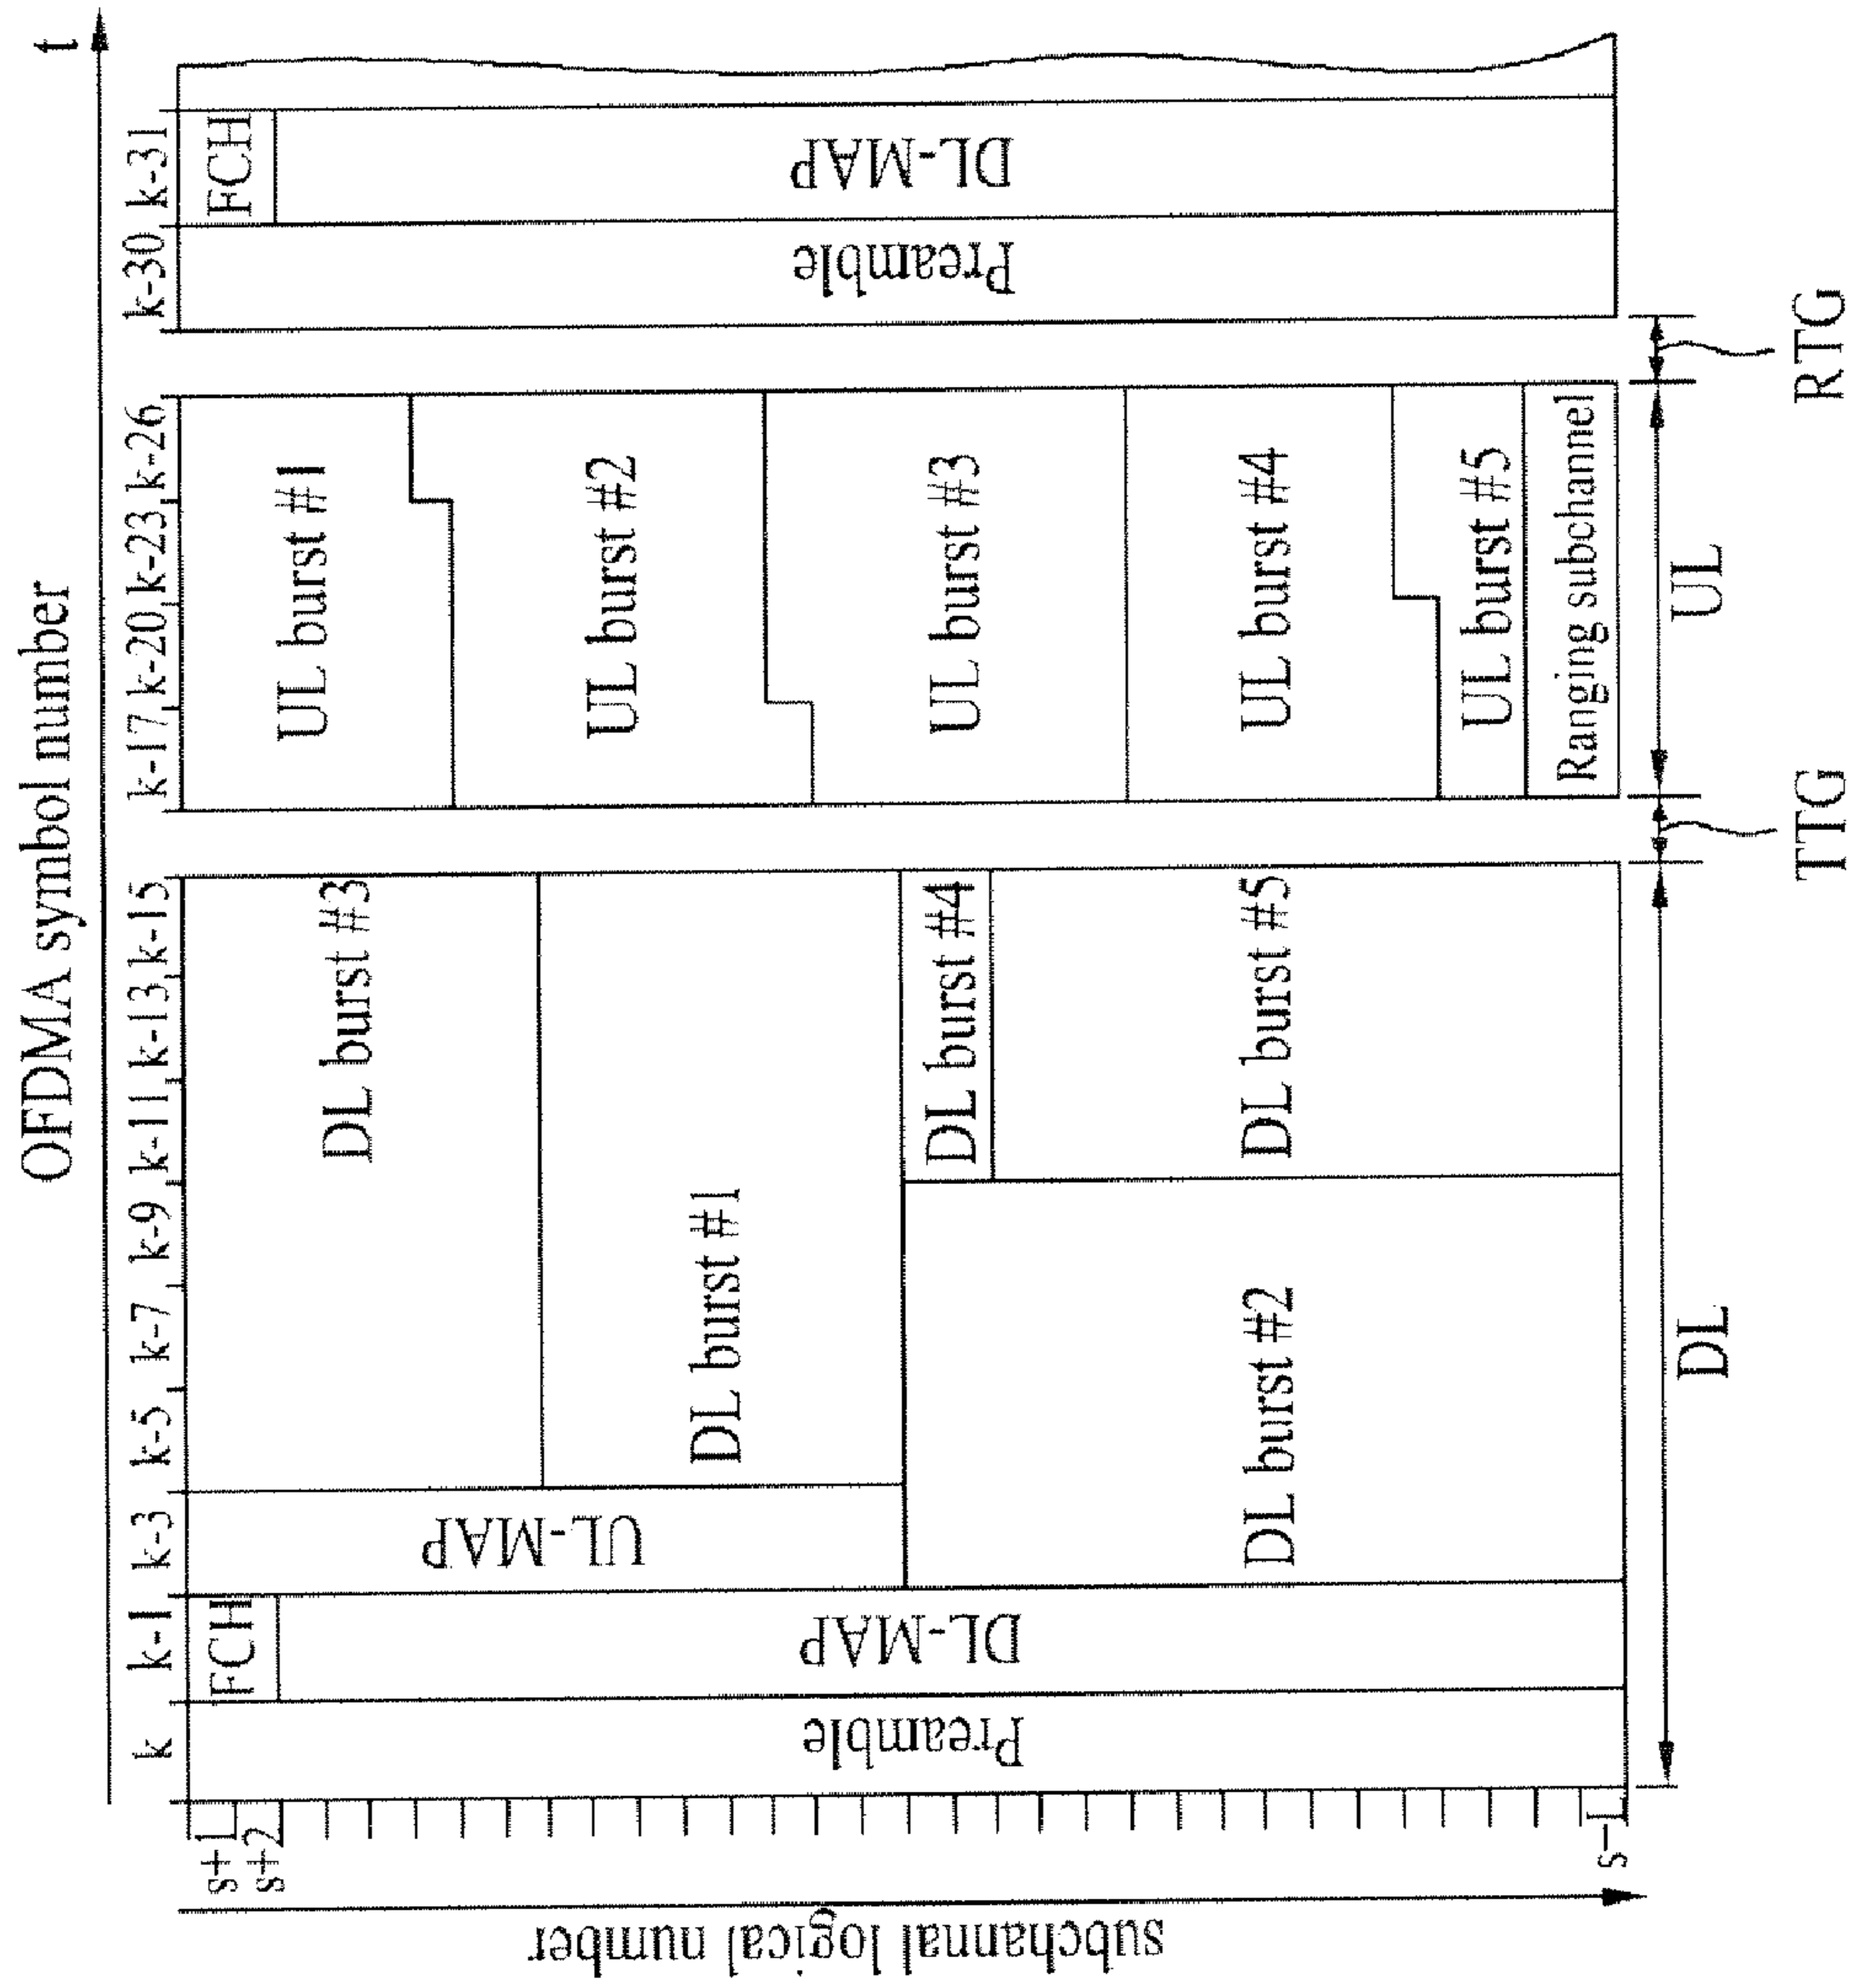 OFDMA symbol number
t
k
k-1
k-3
k-5
k-7
k-9
k-11
k-13
k-15
k-17
k-20
k-23
k-26
k-30
k-31
subchannal logical number
s+1
s+2
s-L
Preamble
FCH
DL-MAP
UL-MAP
DL burst #3
DL burst #1
DL burst #2
DL burst #4
DL burst #5
UL burst #1
UL burst #2
UL burst #3
UL burst #4
UL burst #5
Ranging subchannel
Preamble
FCH
DL-MAP
DL
TTG
UL
RTG